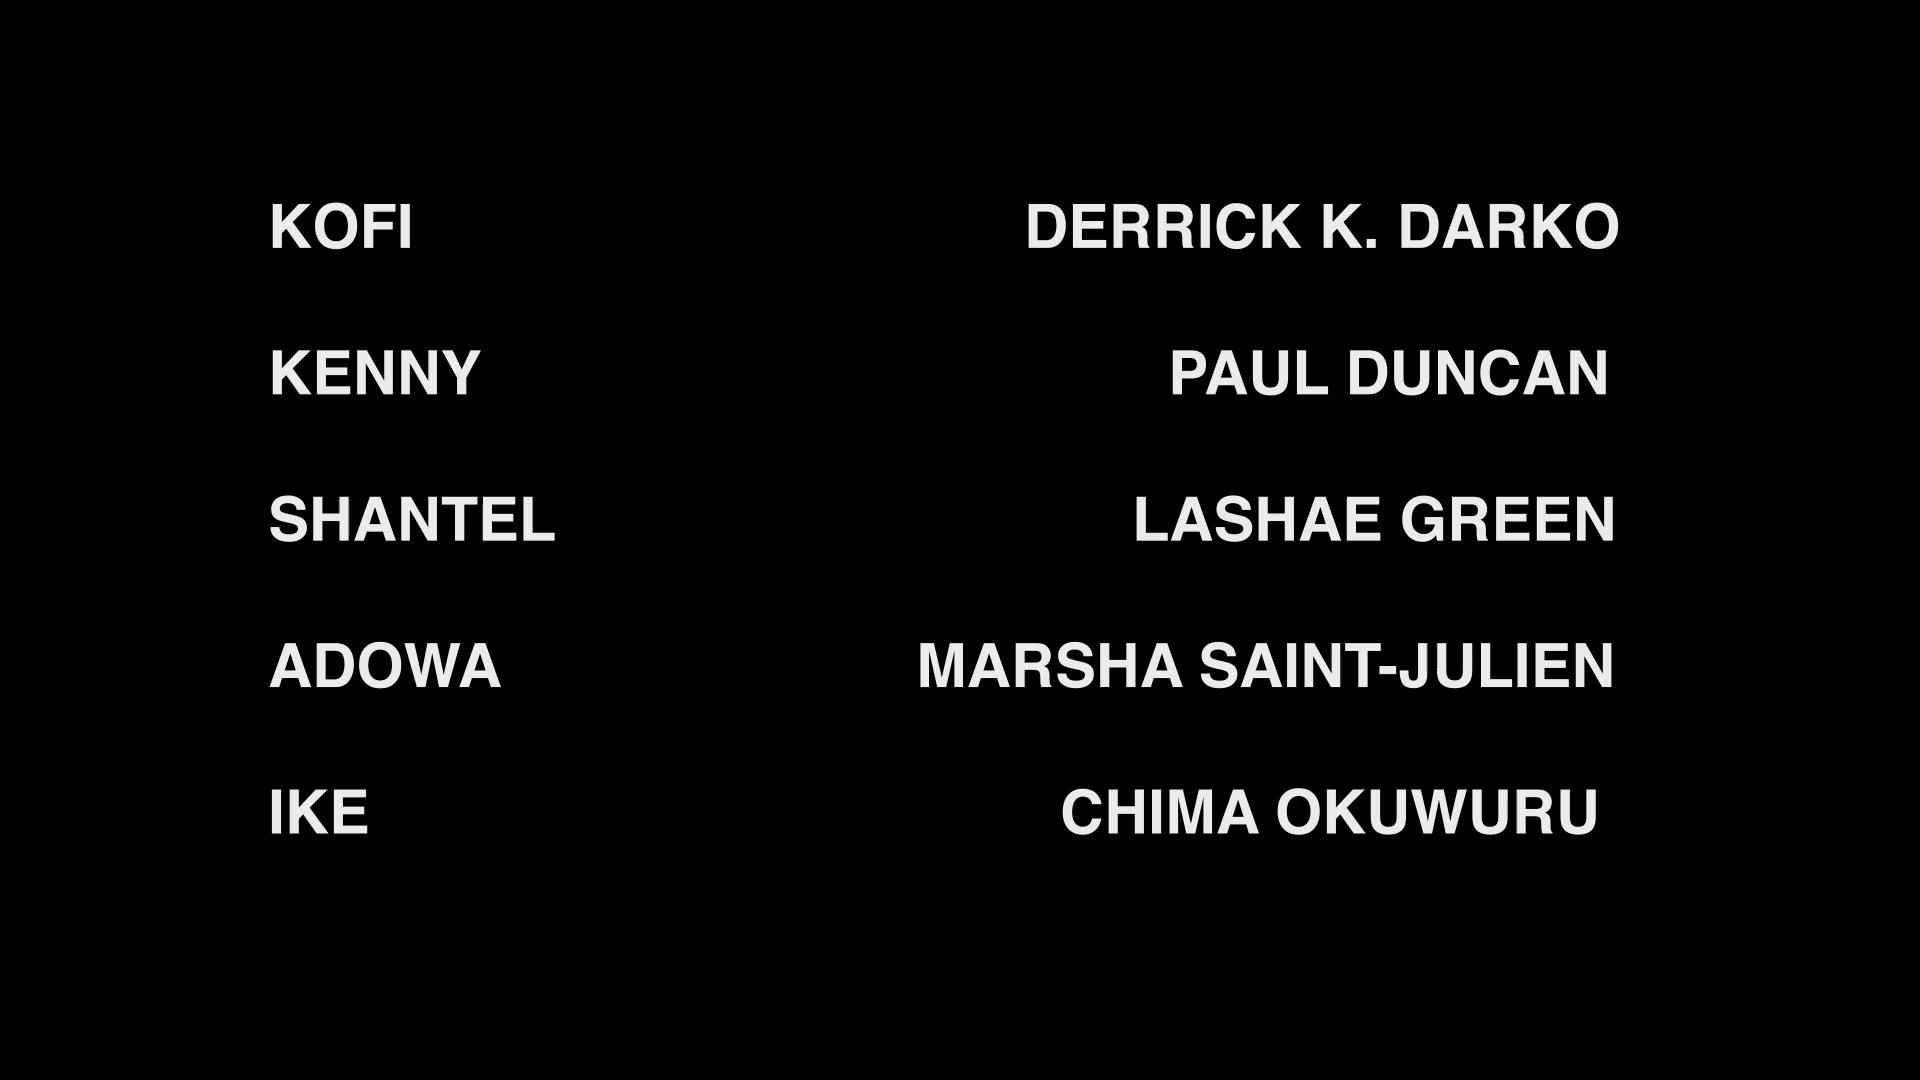 KOFI DERRICK K. DARKO
KENNY PAUL DUNCAN
SHANTEL LASHAE GREEN
ADOWA MARSHA SAINT-JULIEN
IKE CHIMA OKUWURU